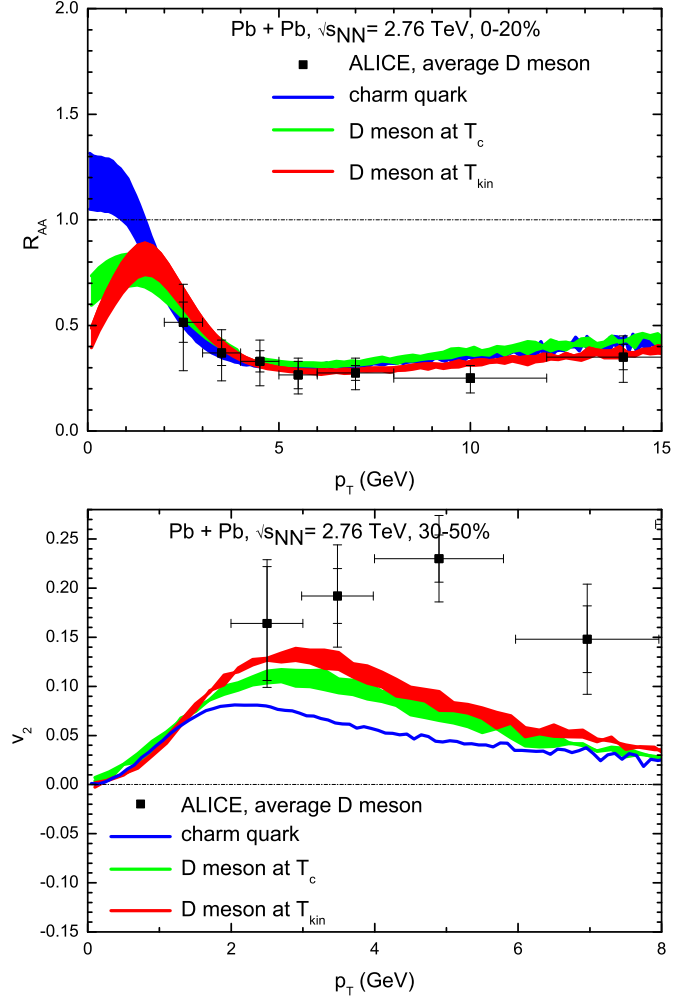 Pb + Pb, √sNN= 2.76 TeV, 0-20%
ALICE, average D meson
charm quark
D meson at Tc
D meson at Tkin
2.0
1.5
1.0
0.5
0.0
RAA
0 5 10 15
pT (GeV)
Pb + Pb, √sNN= 2.76 TeV, 30-50%
0.25
0.20
0.15
0.10
0.05
0.00
-0.05
-0.10
-0.15
v2
ALICE, average D meson
charm quark
D meson at Tc
D meson at Tkin
0 2 4 6 8
pT (GeV)